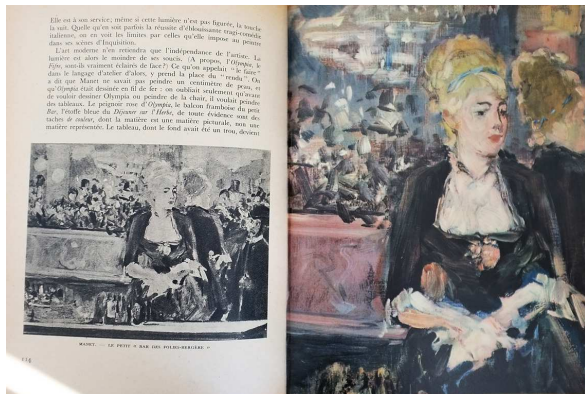 Elle est à son service; même si cette lumière n'est pas figurée, la touche
la suit. Quelle qu'en soit parfois la réussite d'éblouissante tragi-comédie
italienne, on en voit les limites par celles qu'elle impose au peintre
dans ses scènes d'Inquisition.
L'art moderne n'en retiendra que l'indépendance de l'artiste. La
lumière est alors le moindre de ses soucis. (A propos, l'Olympia, le
Fifre, sont-ils vraiment éclairés de face?) Ce qu'on appelait "le faire"
dans le langage d'atelier d'alors, y prend la place du "rendu". On
a dit que Manet ne savait pas peindre un centimètre de peau, et
qu'Olympia était dessinée en fil de fer : on oubliait seulement qu'avant
de vouloir dessiner Olympia ou peindre de la chair, il voulait peindre
des tableaux. Le peignoir rose d'Olympia, le balcon framboise du petit
Bar, l'étoffe bleue du Déjeuner sur l'Herbe, de toute évidence sont des
taches de couleur, dont la matière est une matière picturale, non une
matière représentée. Le tableau, dont le fond avait été un trou, devient
MANET. — LE PETIT « BAR DES FOLIES-BERGÈRE »